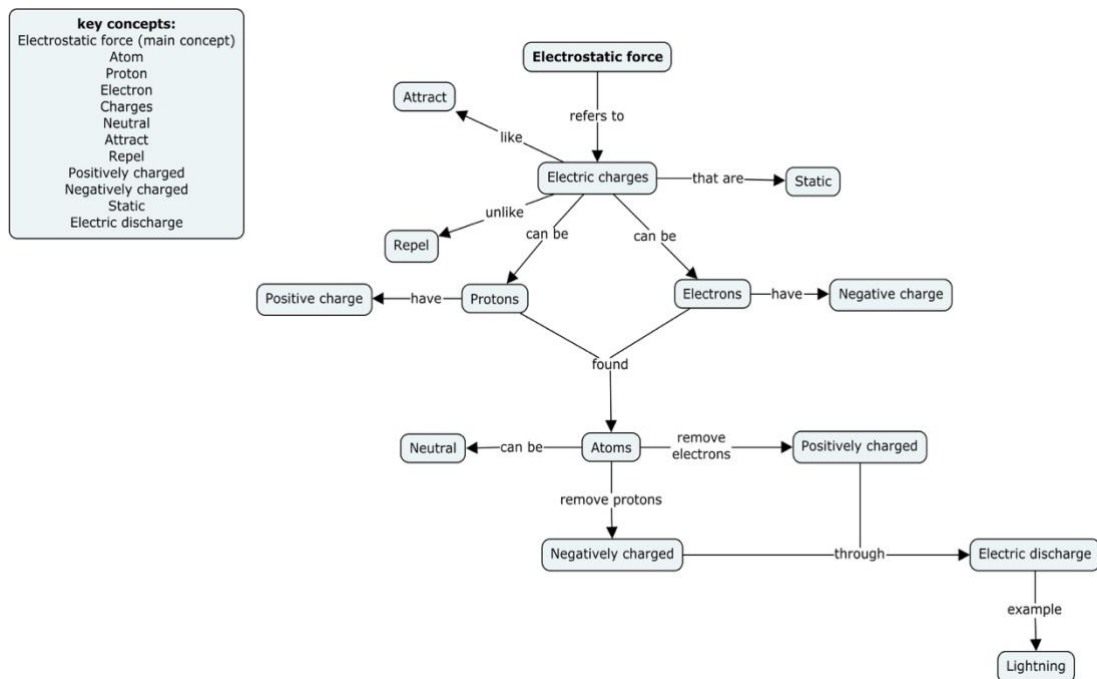 key concepts:
Electrostatic force (main concept)
Atom
Proton
Electron
Charges
Neutral
Attract
Repel
Positively charged
Negatively charged
Static
Electric discharge
Electrostatic force
Attract
refers to
like
Electric charges
that are
Static
unlike
Repel
can be
can be
Positive charge
have
Protons
Electrons
have
Negative charge
found
Neutral
can be
Atoms
remove
electrons
Positively charged
remove protons
Negatively charged
through
Electric discharge
example
Lightning